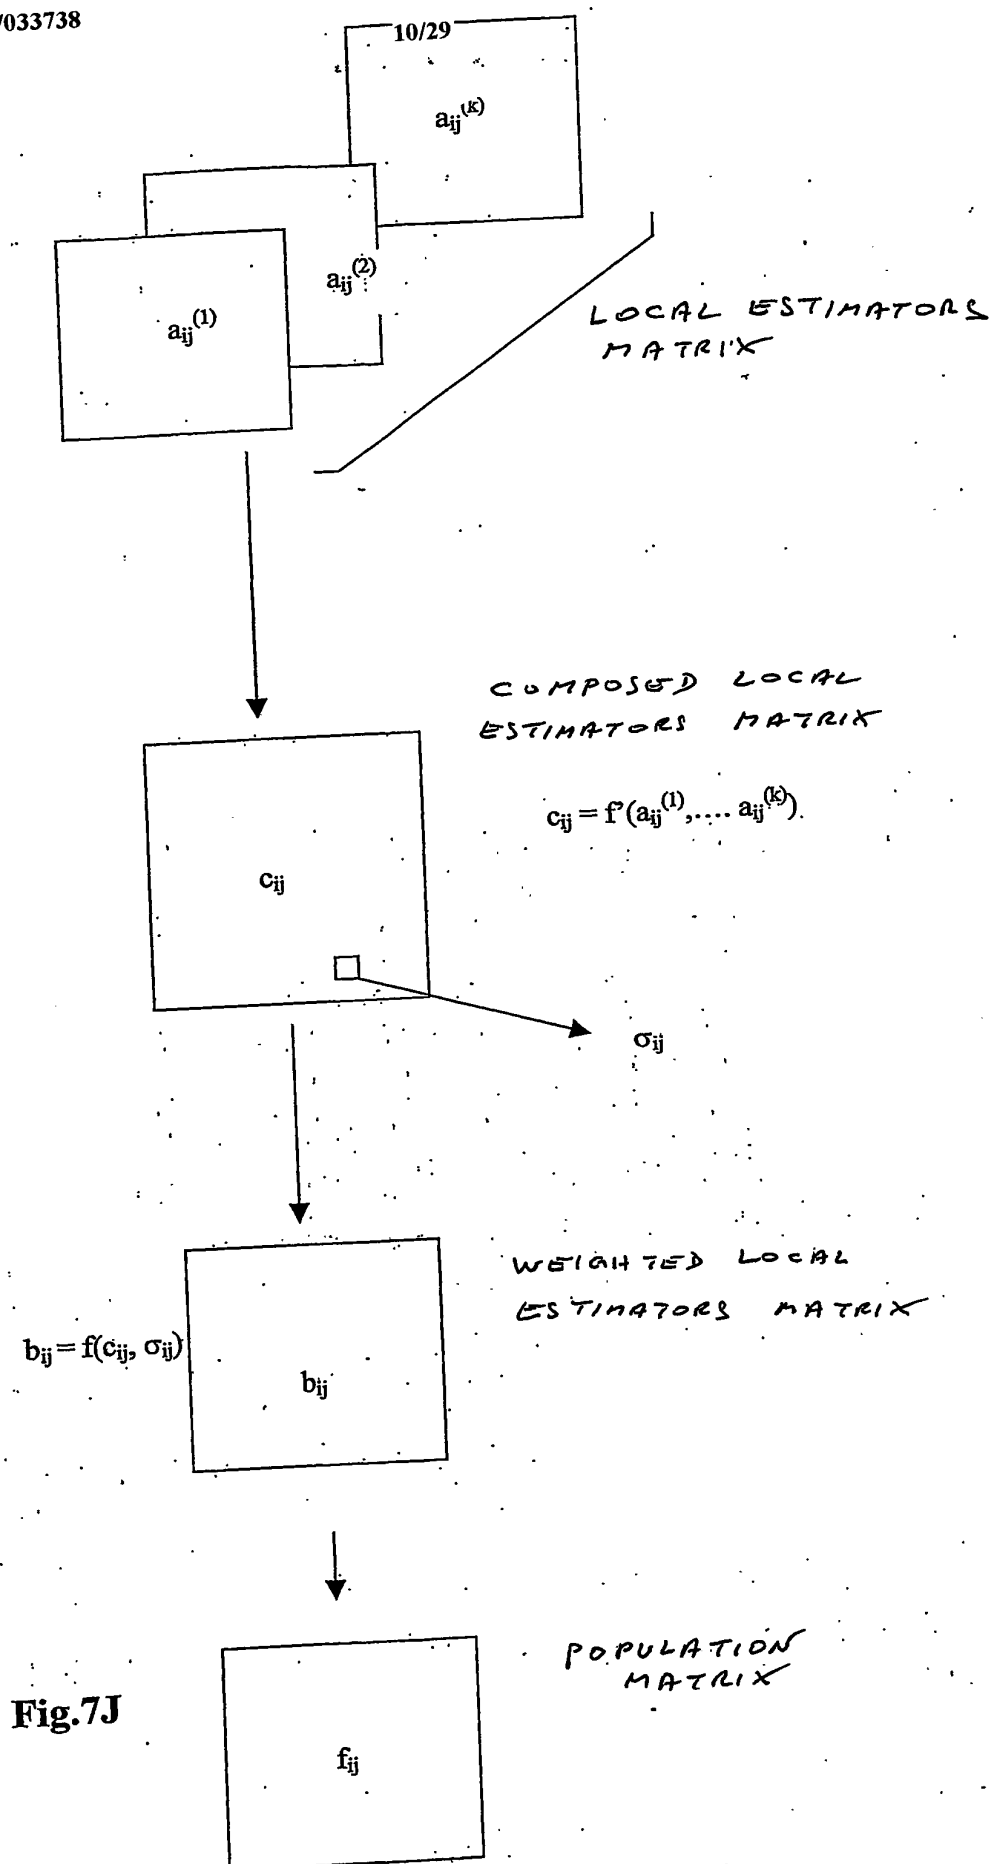 /033738
10/29
aij(k)
aij(2)
aij(1)
LOCAL ESTIMATORS
MATRIX
COMPOSED LOCAL
ESTIMATORS MATRIX
cij = f'(aij(1),.... aij(k)).
cij
σij
WEIGHTED LOCAL
ESTIMATORS MATRIX
bij = f(cij, σij)
bij
POPULATION
MATRIX
Fig.7J
fij